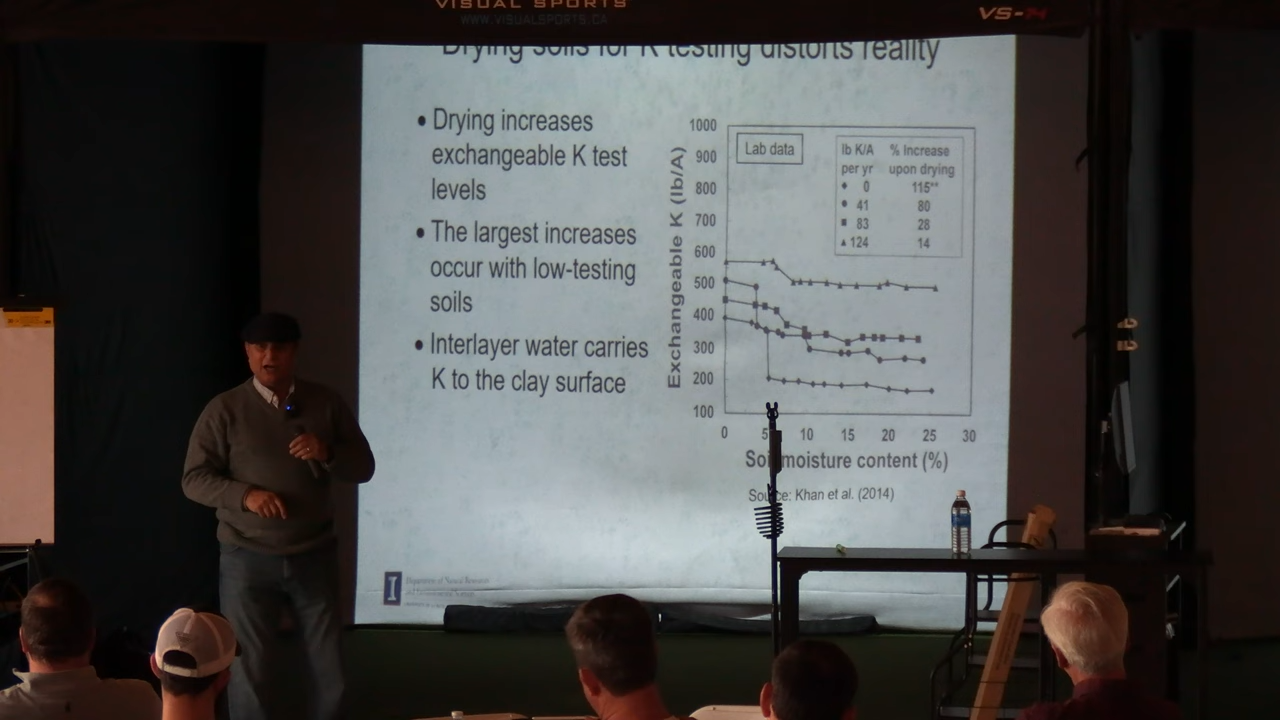 VISUAL SPORTS
WWW.VISUALSPORTS.CA
VS-14
Drying soils for K testing distorts reality
• Drying increases
exchangeable K test
levels
• The largest increases
occur with low-testing
soils
• Interlayer water carries
K to the clay surface
Exchangeable K (lb/A)
1000
900
800
700
600
500
400
300
200
100
Lab data
lb K/A % Increase
per yr upon drying
0 115**
41 80
83 28
124 14
0 5 10 15 20 25 30
Soil moisture content (%)
Source: Khan et al. (2014)
I
Department of Natural Resources